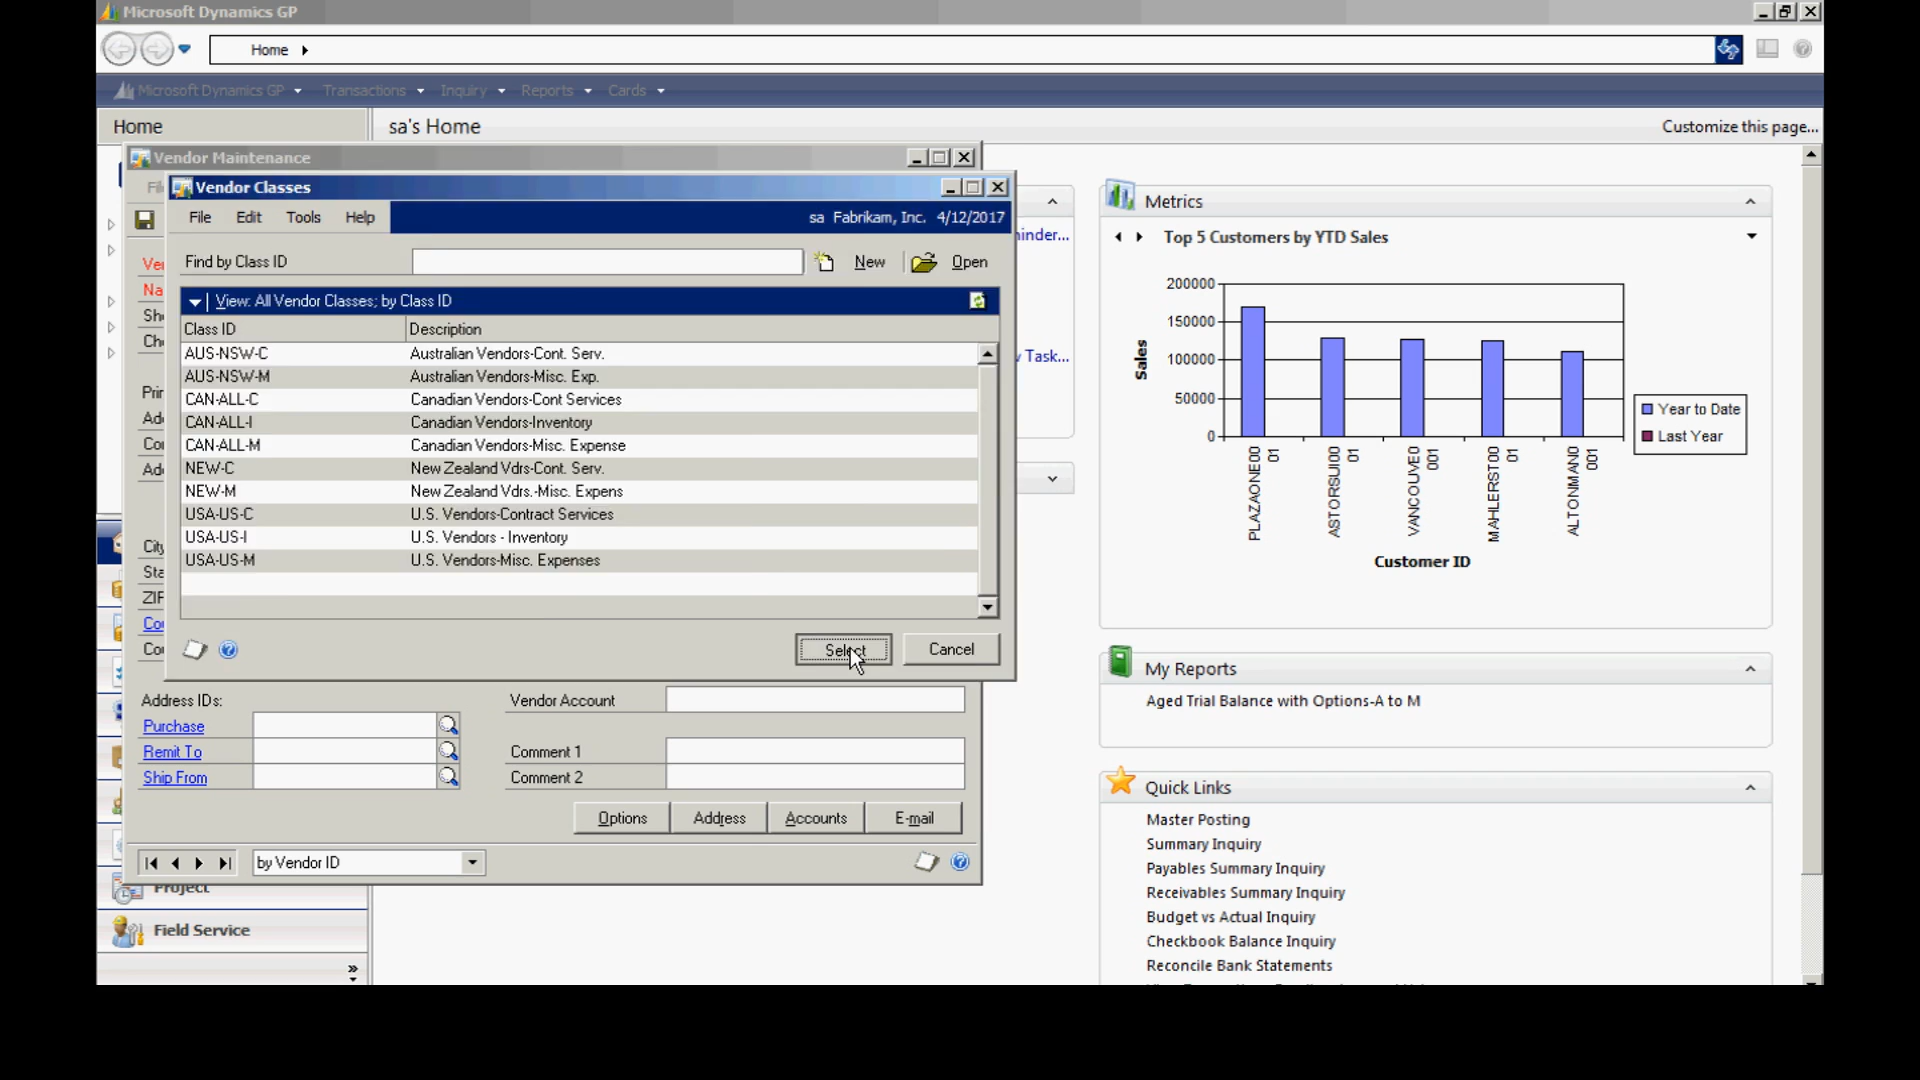 Microsoft Dynamics GP
Home
Microsoft Dynamics GP Transactions Inquiry Reports Cards
Home
sa's Home
Customize this page...
Vendor Maintenance
Vendor Classes
File Edit Tools Help
sa Fabrikam, Inc. 4/12/2017
Find by Class ID
New
Open
View: All Vendor Classes; by Class ID
Class ID Description
AUS-NSW-C Australian Vendors-Cont. Serv.
AUS-NSW-M Australian Vendors-Misc. Exp.
CAN-ALL-C Canadian Vendors-Cont Services
CAN-ALL-I Canadian Vendors-Inventory
CAN-ALL-M Canadian Vendors-Misc. Expense
NEW-C New Zealand Vdrs-Cont. Serv.
NEW-M New Zealand Vdrs.-Misc. Expens
USA-US-C U.S. Vendors-Contract Services
USA-US-I U.S. Vendors - Inventory
USA-US-M U.S. Vendors-Misc. Expenses
Select
Cancel
Address IDs:
Purchase
Remit To
Ship From
Vendor Account
Comment 1
Comment 2
Options Address Accounts E-mail
by Vendor ID
Project
Field Service
Metrics
Top 5 Customers by YTD Sales
200000
150000
100000
50000
0
Sales
PLAZAONE0001
ASTORSUI0001
VANCOUVE0001
MAHLERST0001
ALTONMAN0001
Customer ID
Year to Date
Last Year
My Reports
Aged Trial Balance with Options-A to M
Quick Links
Master Posting
Summary Inquiry
Payables Summary Inquiry
Receivables Summary Inquiry
Budget vs Actual Inquiry
Checkbook Balance Inquiry
Reconcile Bank Statements